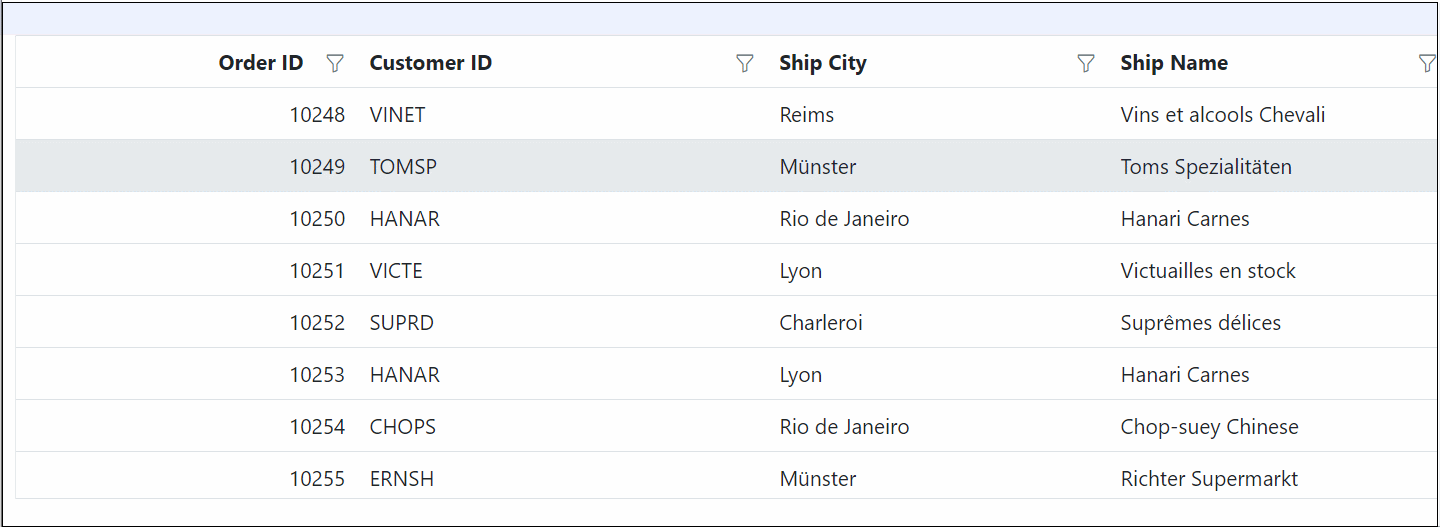 Order ID Customer ID Ship City Ship Name
10248 VINET Reims Vins et alcools Chevali
10249 TOMSP Münster Toms Spezialitäten
10250 HANAR Rio de Janeiro Hanari Carnes
10251 VICTE Lyon Victuailles en stock
10252 SUPRD Charleroi Suprêmes délices
10253 HANAR Lyon Hanari Carnes
10254 CHOPS Rio de Janeiro Chop-suey Chinese
10255 ERNSH Münster Richter Supermarkt